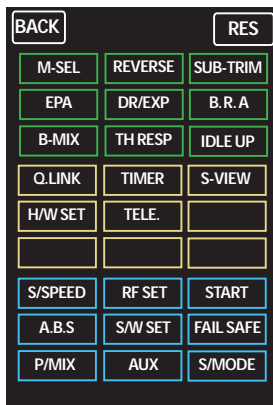 BACK RES
M-SEL REVERSE SUB-TRIM
EPA DR/EXP B.R.A
B-MIX TH RESP IDLE UP
Q.LINK TIMER S-VIEW
H/W SET TELE.
S/SPEED RF SET START
A.B.S S/W SET FAIL SAFE
P/MIX AUX S/MODE